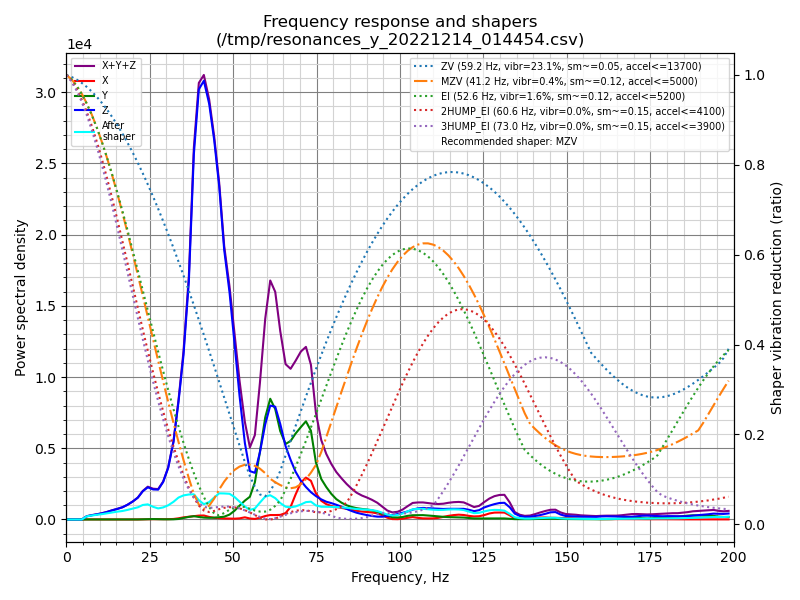 Frequency response and shapers
(/tmp/resonances_y_20221214_014454.csv)
1e4
X+Y+Z
X
Y
Z
After
shaper
ZV (59.2 Hz, vibr=23.1%, sm~=0.05, accel<=13700)
MZV (41.2 Hz, vibr=0.4%, sm~=0.12, accel<=5000)
EI (52.6 Hz, vibr=1.6%, sm~=0.12, accel<=5200)
2HUMP_EI (60.6 Hz, vibr=0.0%, sm~=0.15, accel<=4100)
3HUMP_EI (73.0 Hz, vibr=0.0%, sm~=0.15, accel<=3900)
Recommended shaper: MZV
Power spectral density
3.0
2.5
2.0
1.5
1.0
0.5
0.0
1.0
0.8
0.6
0.4
0.2
0.0
Shaper vibration reduction (ratio)
0 25 50 75 100 125 150 175 200
Frequency, Hz